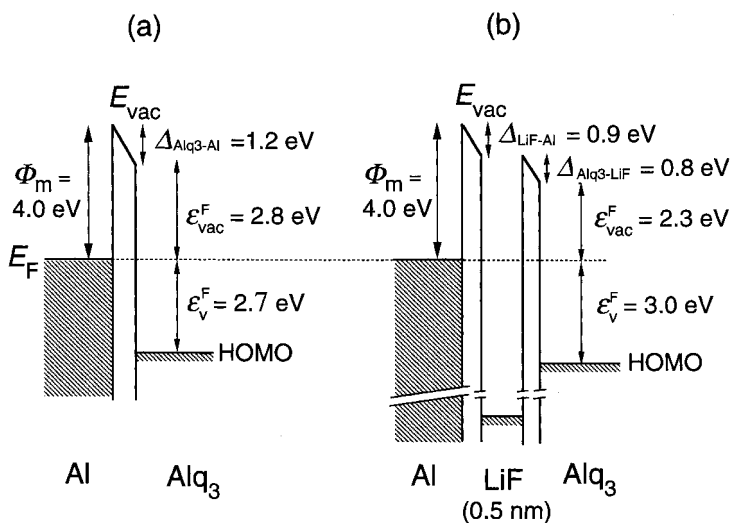 (a)
E_vac
Δ_Alq3-Al =1.2 eV
Φ_m =
4.0 eV
ε^F_vac = 2.8 eV
E_F
ε^F_v = 2.7 eV
HOMO
Al
Alq₃
(b)
E_vac
Δ_LiF-Al = 0.9 eV
Δ_Alq3-LiF = 0.8 eV
Φ_m =
4.0 eV
ε^F_vac = 2.3 eV
ε^F_v = 3.0 eV
HOMO
Al
LiF
(0.5 nm)
Alq₃